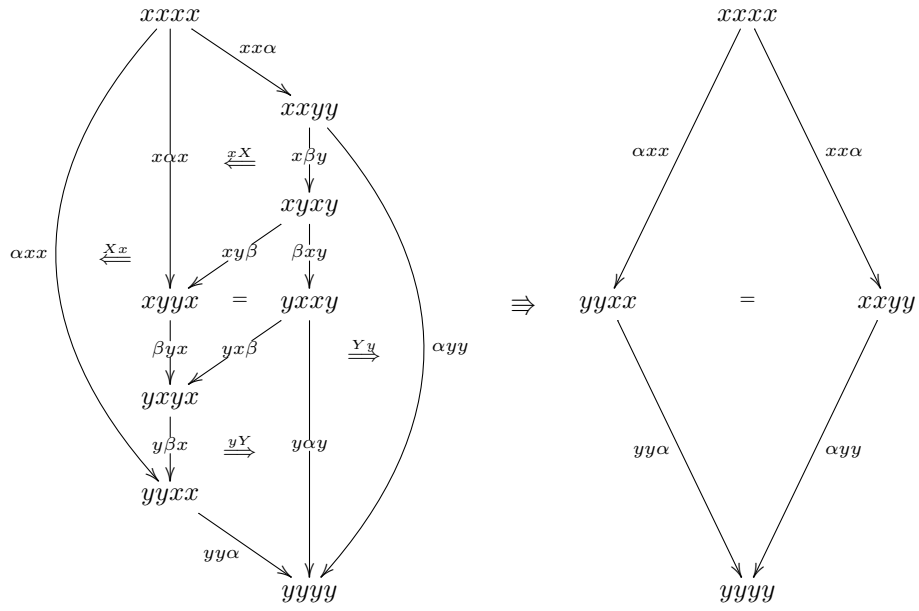 xxxx xxxx
xxα
xxyy
xαx xX ⇐ xβy αxx xxα
xyxy
αxx Xx ⇐ xyβ βxy
xyyx = yxxy ⇛ yyxx = xxyy
βyx yxβ Yy ⇒ αyy
yxyx
yβx yY ⇒ yαy yyα αyy
yyxx
yyα
yyyy yyyy